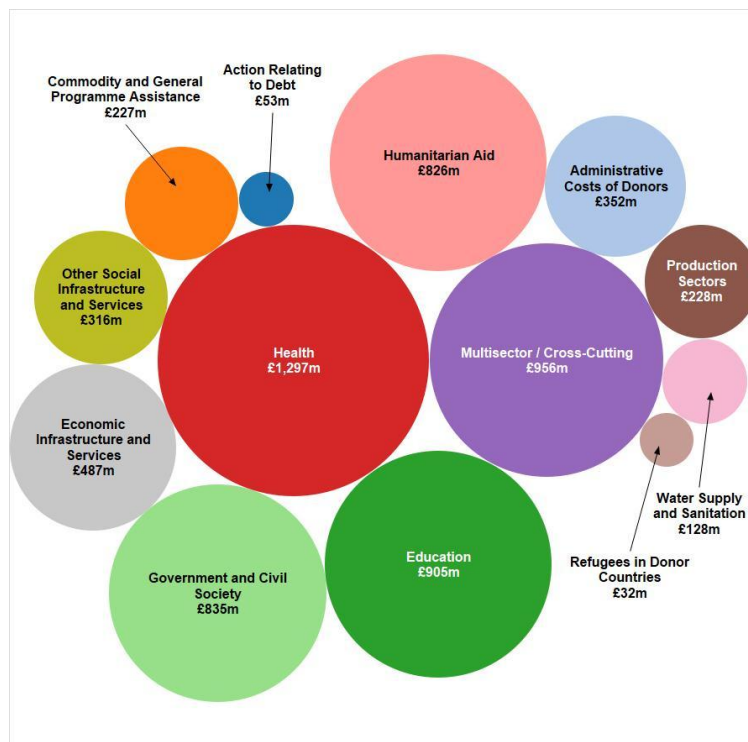 Commodity and General
Programme Assistance
£227m
Action Relating
to Debt
£53m
Humanitarian Aid
£826m
Administrative
Costs of Donors
£352m
Other Social
Infrastructure
and Services
£316m
Production
Sectors
£228m
Health
£1,297m
Multisector / Cross-Cutting
£956m
Economic
Infrastructure and
Services
£487m
Water Supply
and Sanitation
£128m
Refugees in Donor
Countries
£32m
Government and Civil
Society
£835m
Education
£905m